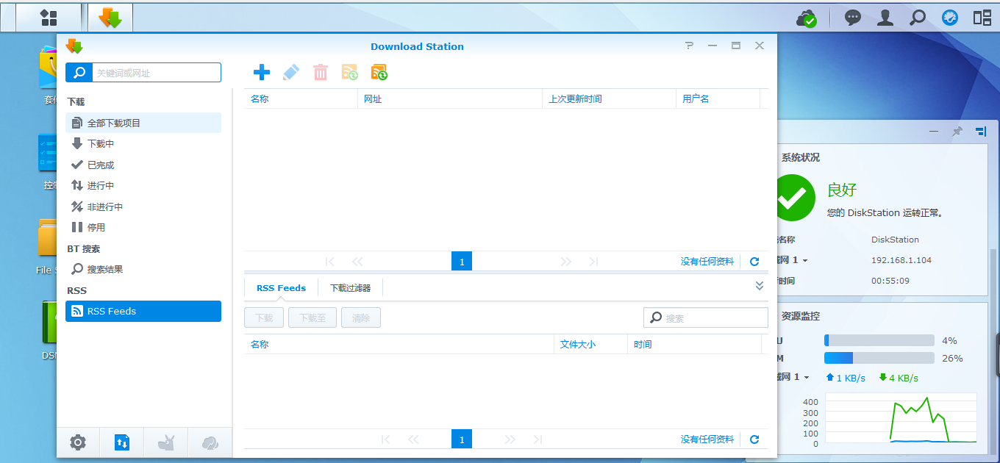 Download Station
关键词或网址
下载
全部下载项目
下载中
已完成
进行中
非进行中
停用
BT 搜索
搜索结果
RSS
RSS Feeds
名称 网址 上次更新时间 用户名
1 没有任何资料
RSS Feeds 下载过滤器
下载 下载至 清除 搜索
名称 文件大小 时间
1 没有任何资料
套
控
File S
DSM
系统状况
良好
您的 DiskStation 运转正常。
名称 DiskStation
网 1 192.168.1.104
时间 00:55:09
资源监控
U 4%
M 26%
网 1 1 KB/s 4 KB/s
400
300
200
100
0